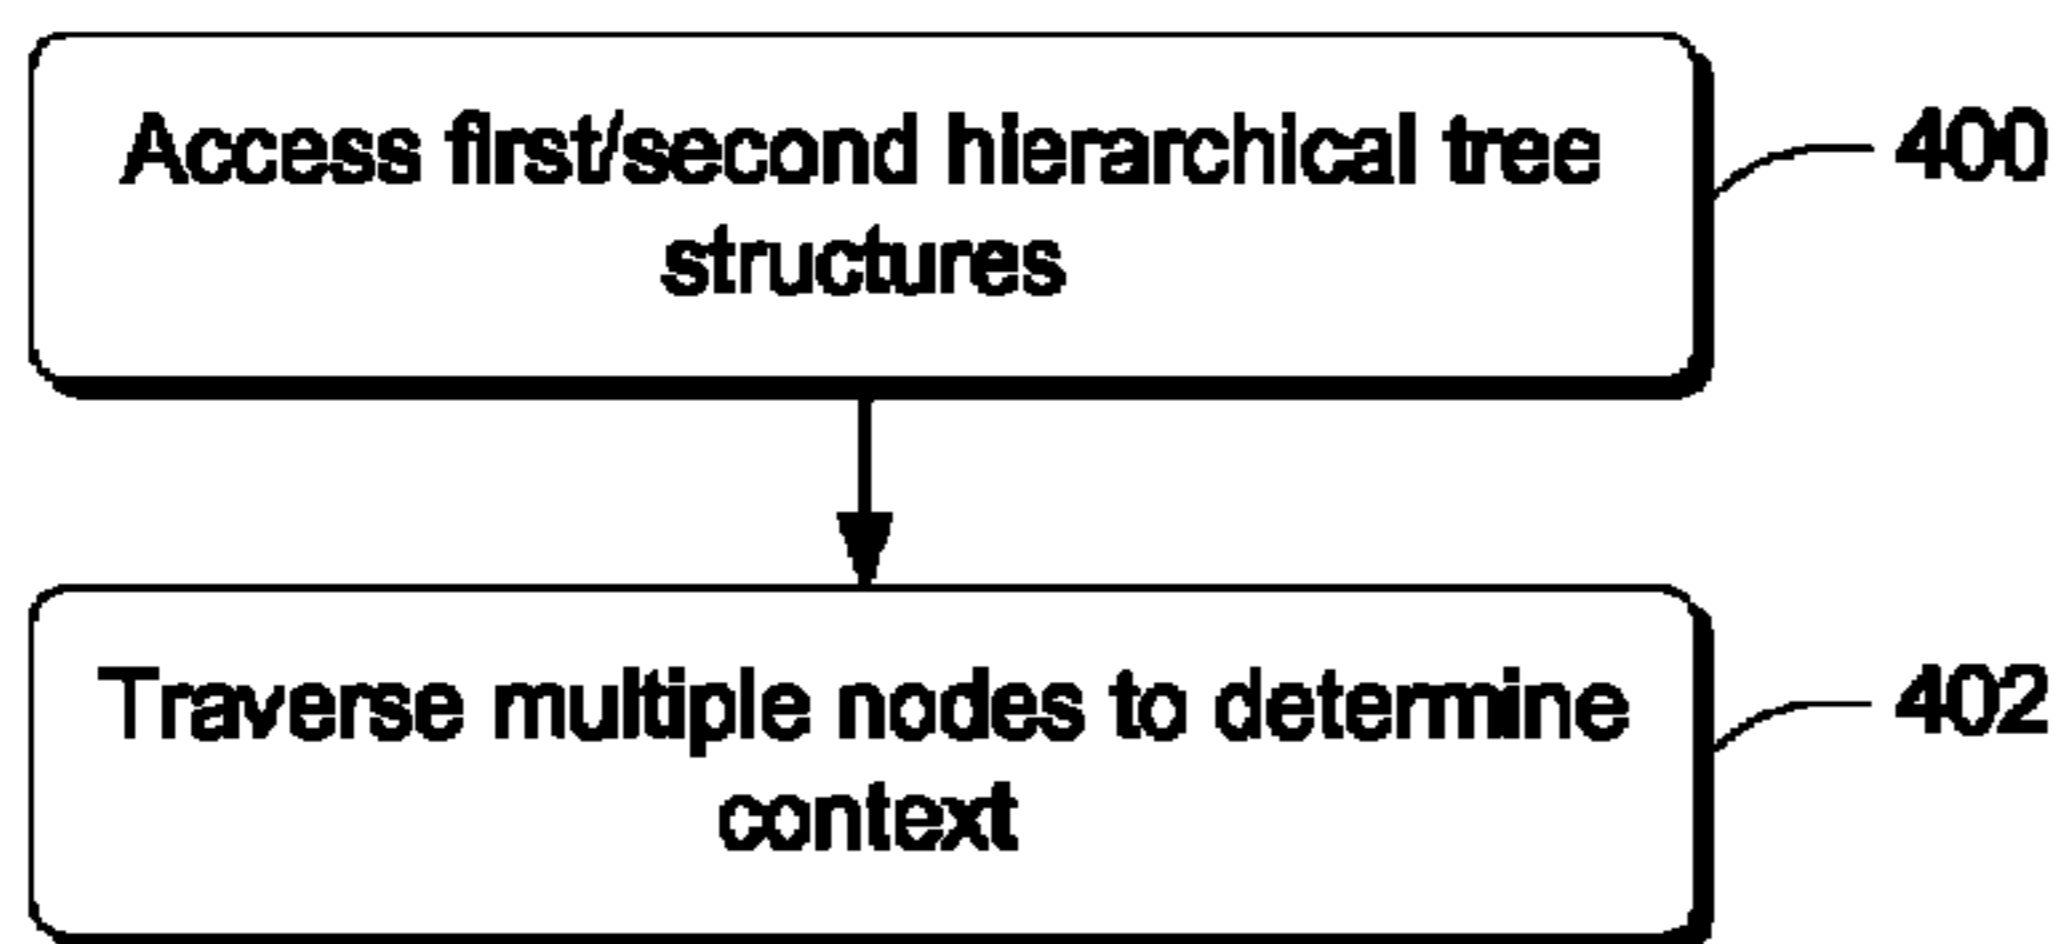 Access first/second hierarchical tree
structures
400
Traverse multiple nodes to determine
context
402